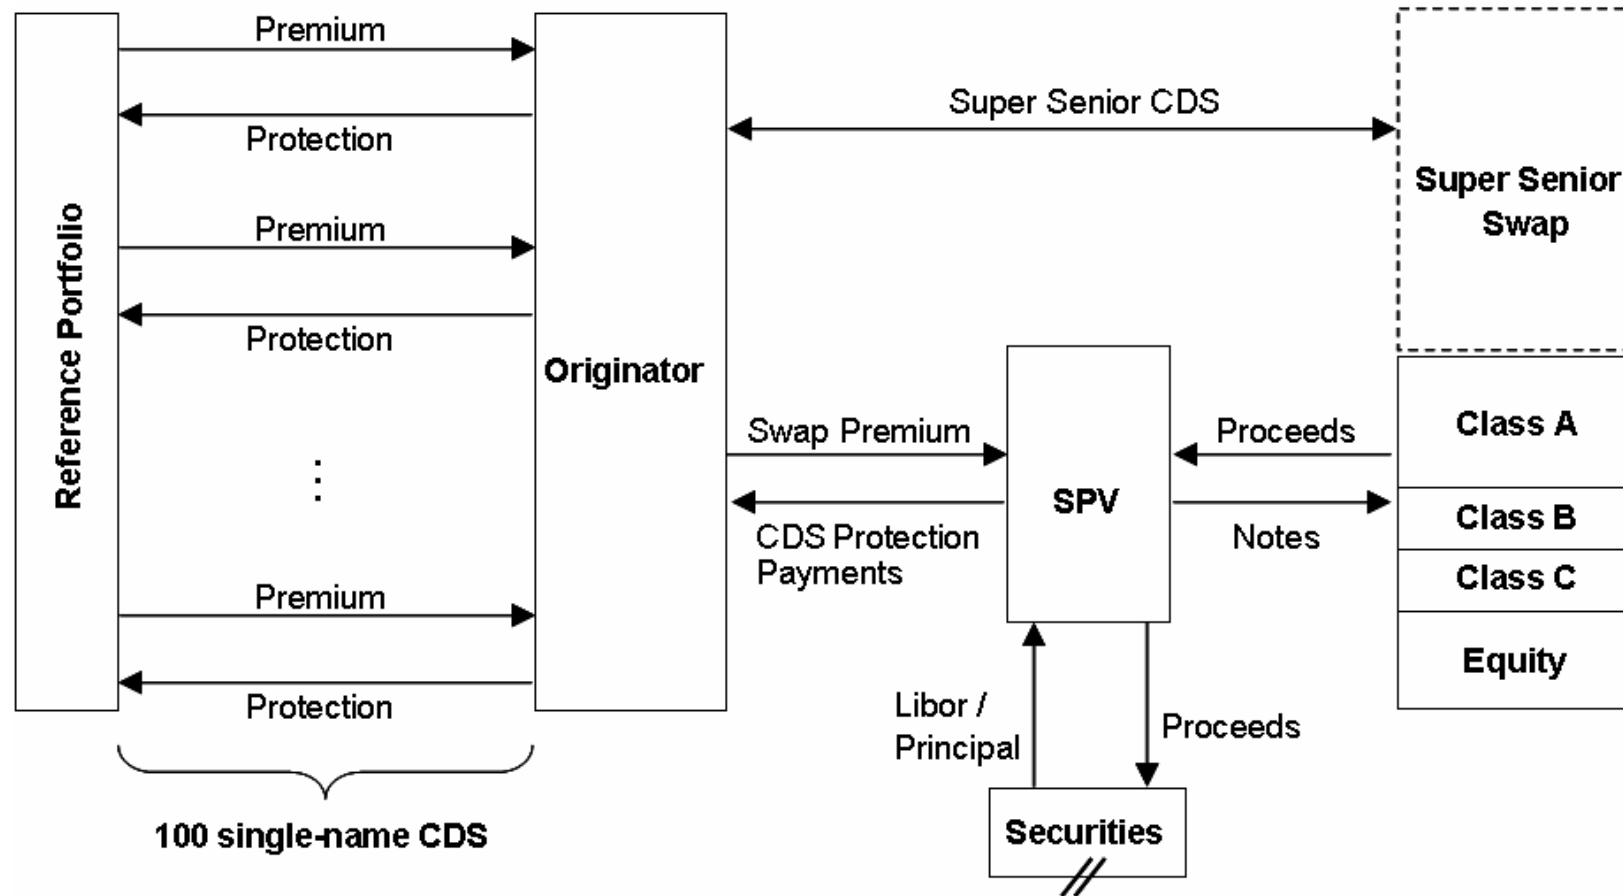 Premium
Protection
Premium
Protection
Reference Portfolio
Premium
Protection
100 single-name CDS
Originator
Super Senior CDS
Super Senior
Swap
Swap Premium
CDS Protection
Payments
SPV
Proceeds
Notes
Class A
Class B
Class C
Equity
Libor /
Principal
Proceeds
Securities